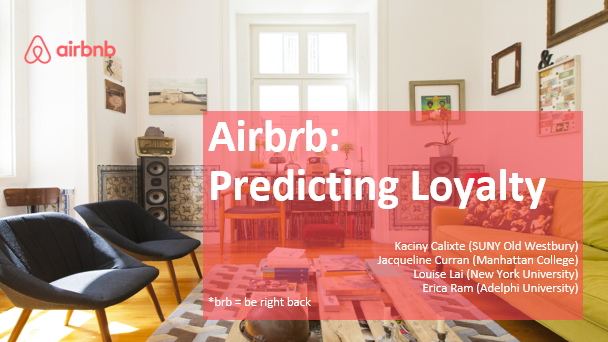 airbnb
Airbrb:
Predicting Loyalty
Kaciny Calixte (SUNY Old Westbury)
Jacqueline Curran (Manhattan College)
Louise Lai (New York University)
Erica Ram (Adelphi University)
*brb = be right back
&